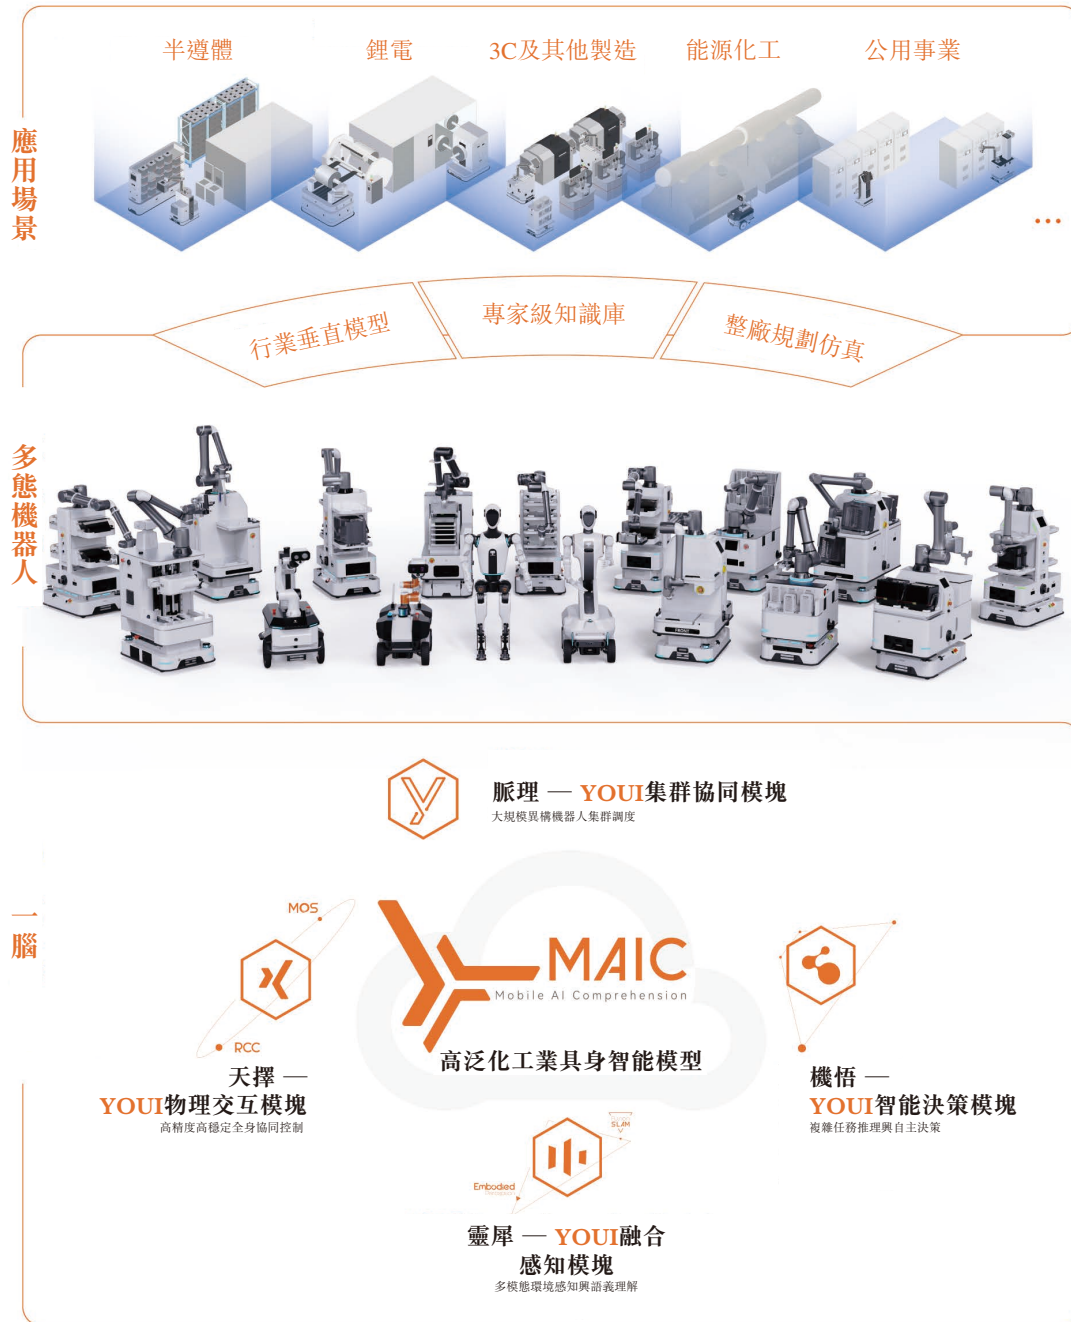 半導體
鋰電
3C及其他製造
能源化工
公用事業
應用場景
...
行業垂直模型
專家級知識庫
整廠規劃仿真
多態機器人
脈理 — YOUI集群協同模塊
大規模異構機器人集群調度
一腦
MOS
RCC
MAIC
Mobile AI Comprehension
高泛化工業具身智能模型
天擇 —
YOUI物理交互模塊
高精度高穩定全身協同控制
機悟 —
YOUI智能決策模塊
複雜任務推理興自主決策
SLAM
Embodied
靈犀 — YOUI融合
感知模塊
多模態環境感知興語義理解